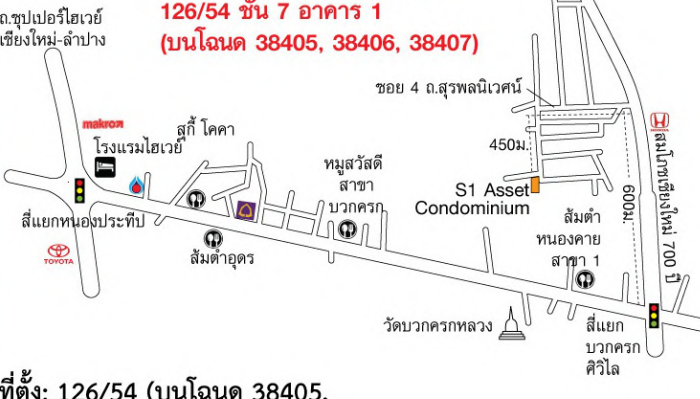 ถ.ซุปเปอร์ไฮเวย์
เชียงใหม่-ลำปาง
126/54 ชั้น 7 อาคาร 1
(บนโฉนด 38405, 38406, 38407)
ซอย 4 ถ.สุรพลนิเวศน์
makro
สุกี้ โคคา
โรงแรมไฮเวย์
450ม.
HONDA
หมูสวัสดี
สาขา
บวกครก
S1 Asset
Condominium
600ม.
สมโภชเชียงใหม่ 700 ปี
สี่แยกหนองประทีป
ส้มตำ
หนองคาย
สาขา 1
TOYOTA
ส้มตำอุดร
วัดบวกครกหลวง
สี่แยก
บวกครก
ศิวิไล
ที่ตั้ง: 126/54 (บนโฉนด 38405,